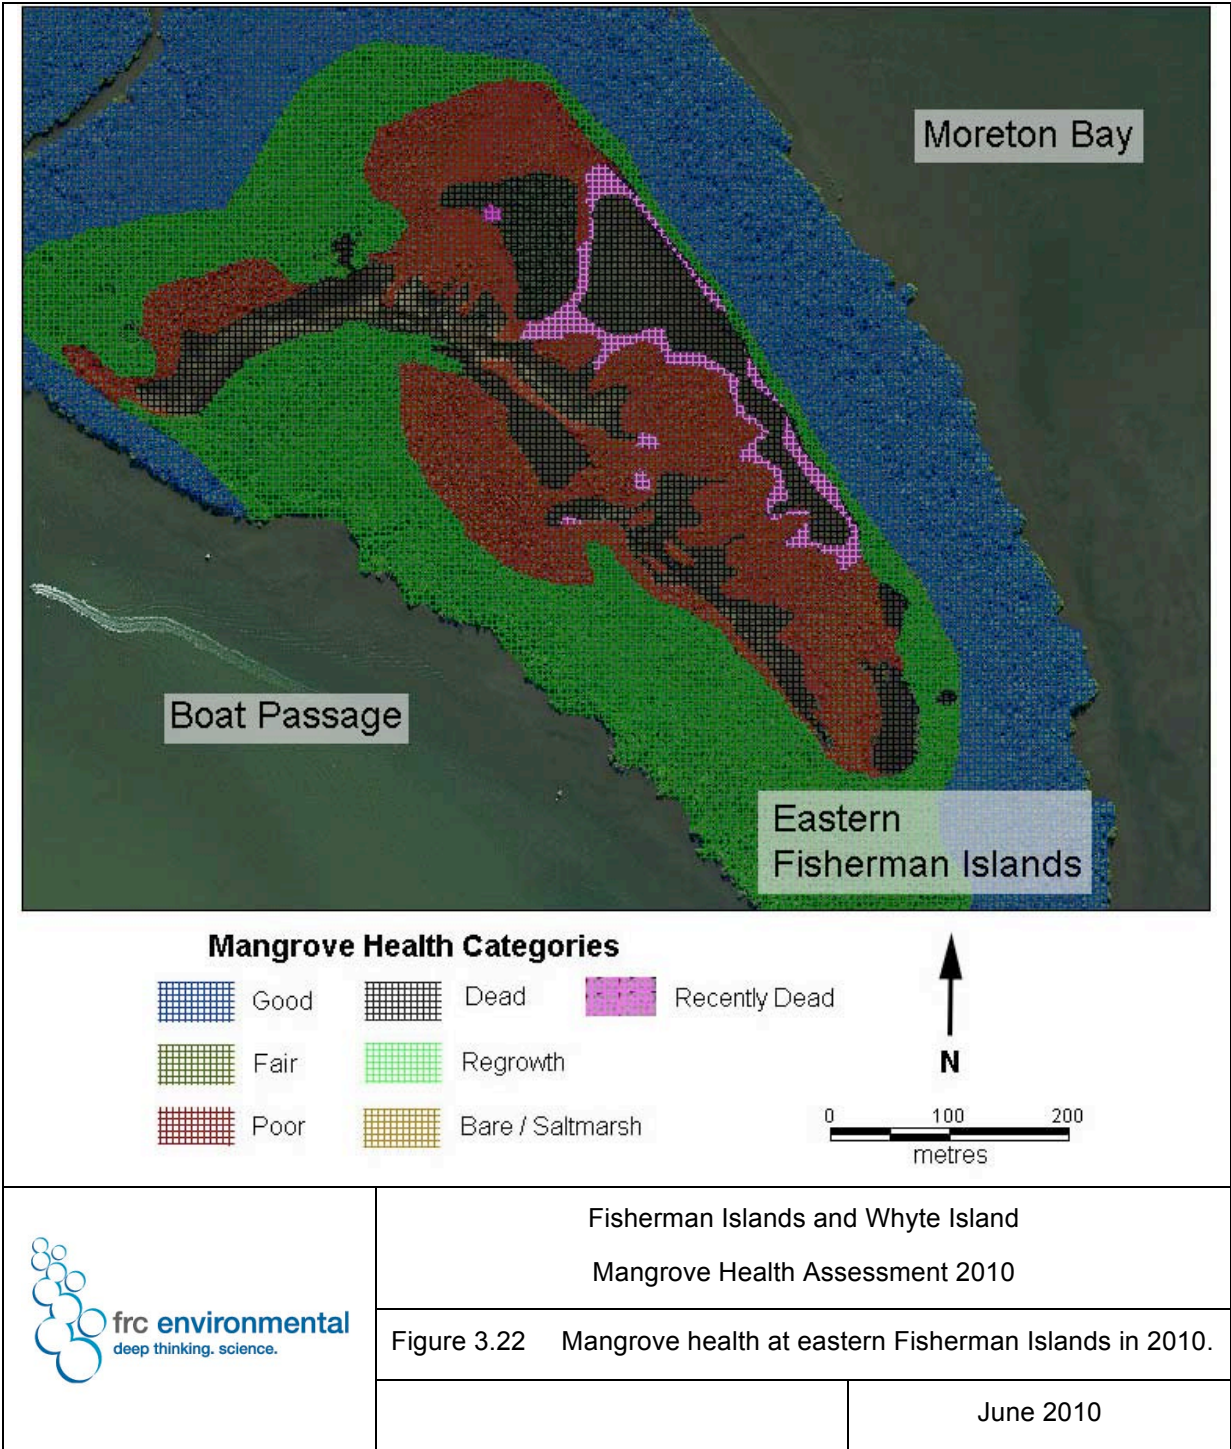 Moreton Bay
Boat Passage
Eastern
Fisherman Islands
Mangrove Health Categories
Good
Dead
Recently Dead
Fair
Regrowth
Poor
Bare / Saltmarsh
N
0 100 200
metres
frc environmental
deep thinking. science.
Fisherman Islands and Whyte Island
Mangrove Health Assessment 2010
Figure 3.22 Mangrove health at eastern Fisherman Islands in 2010.
June 2010